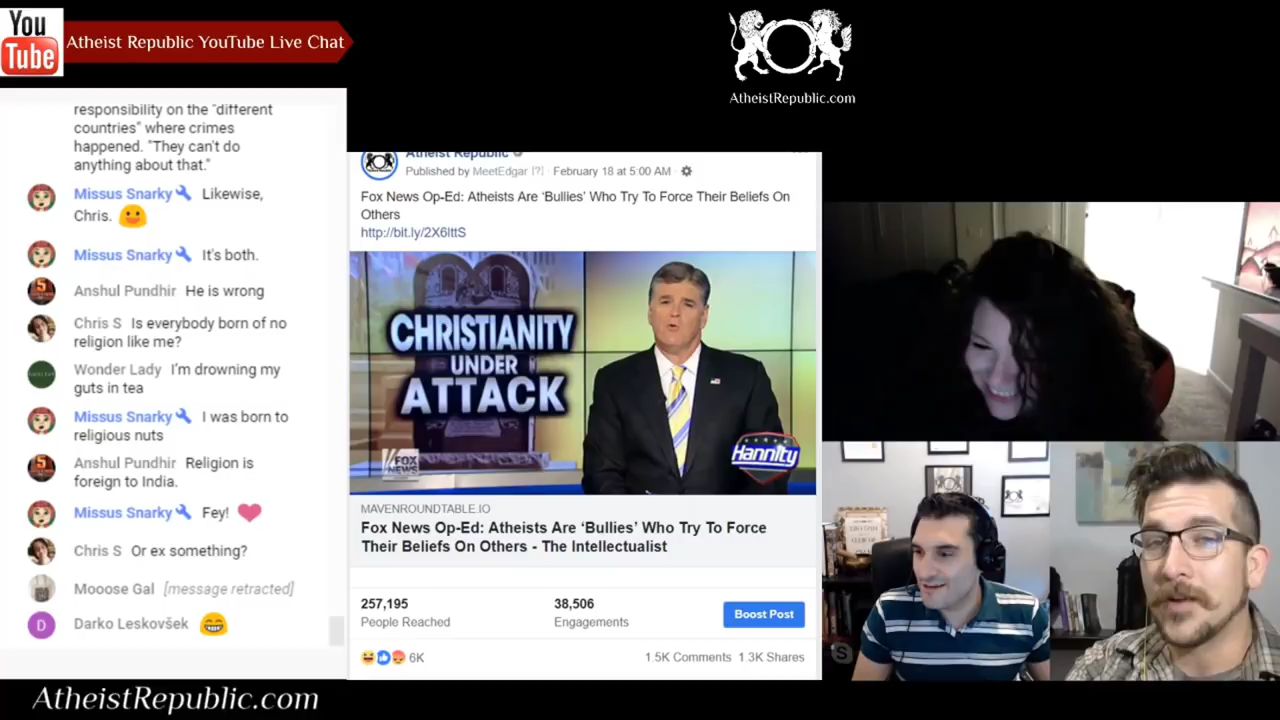 You
Tube
Atheist Republic YouTube Live Chat
AtheistRepublic.com
responsibility on the "different
countries" where crimes
happened. "They can't do
anything about that."
Missus Snarky Likewise,
Chris.
Missus Snarky It's both.
Anshul Pundhir He is wrong
Chris S Is everybody born of no
religion like me?
Wonder Lady I'm drowning my
guts in tea
Missus Snarky I was born to
religious nuts
Anshul Pundhir Religion is
foreign to India.
Missus Snarky Fey!
Chris S Or ex something?
Mooose Gal [message retracted]
D Darko Leskovšek
Atheist Republic
Published by MeetEdgar [?] · February 18 at 5:00 AM ·
Fox News Op-Ed: Atheists Are 'Bullies' Who Try To Force Their Beliefs On
Others
http://bit.ly/2X6lttS
CHRISTIANITY
UNDER
ATTACK
FOX
NEWS
Hannity
MAVENROUNDTABLE.IO
Fox News Op-Ed: Atheists Are 'Bullies' Who Try To Force
Their Beliefs On Others - The Intellectualist
257,195
People Reached
38,506
Engagements
Boost Post
6K
1.5K Comments 1.3K Shares
AtheistRepublic.com